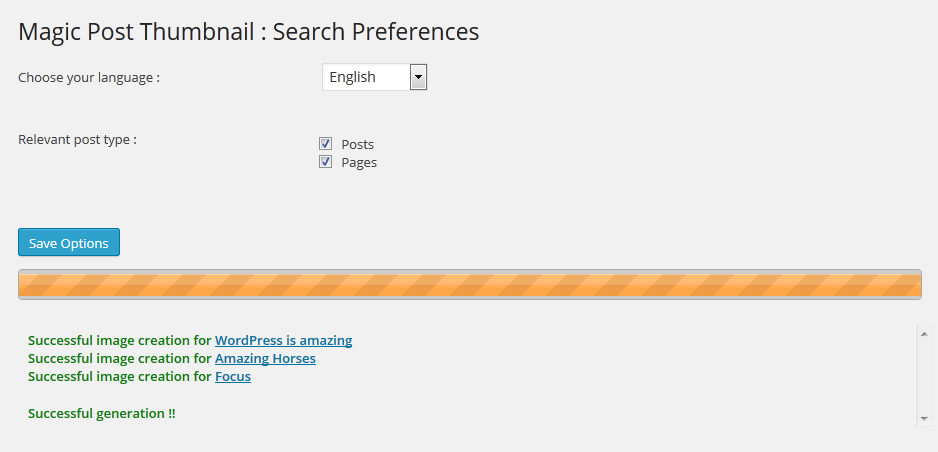 Magic Post Thumbnail : Search Preferences
Choose your language :
English
Relevant post type :
Posts
Pages
Save Options
Successful image creation for WordPress is amazing
Successful image creation for Amazing Horses
Successful image creation for Focus
Successful generation !!